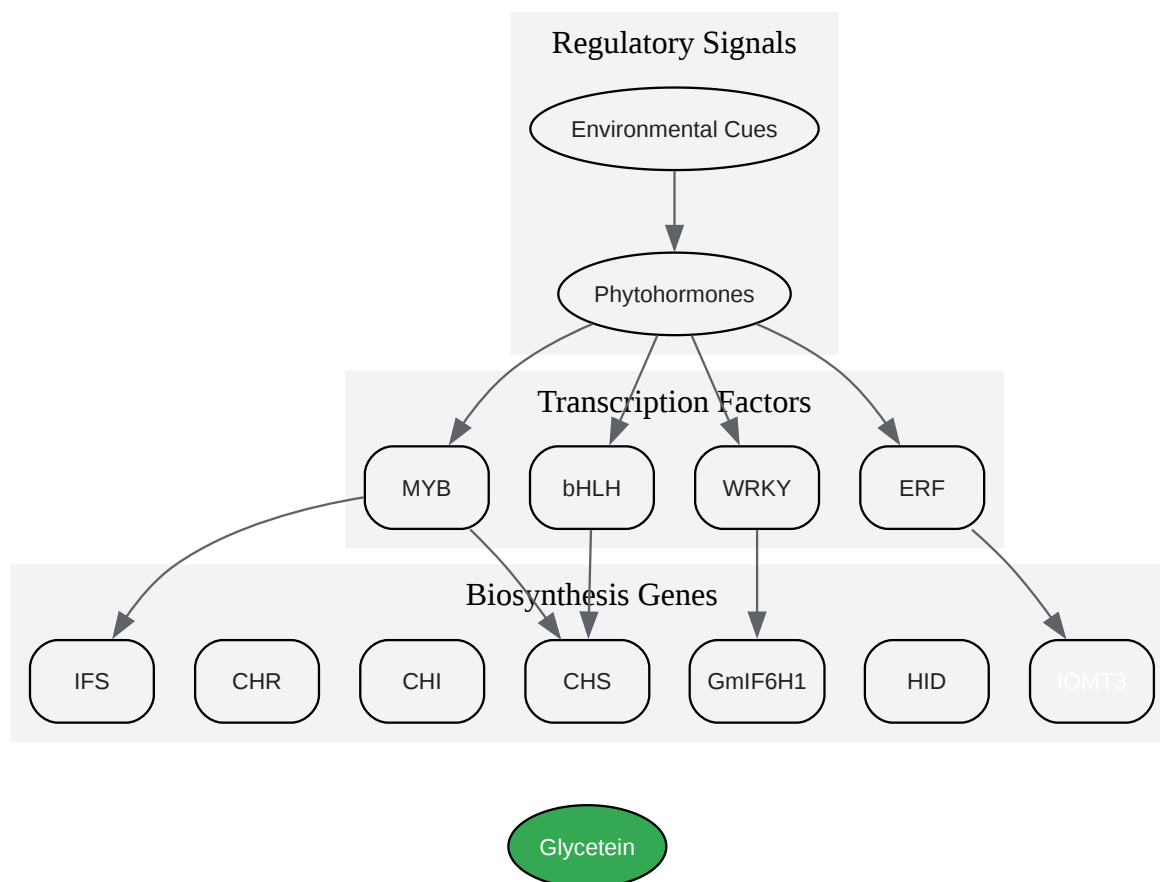 Regulatory Signals
Environmental Cues
Phytohormones
Transcription Factors
MYB
bHLH
WRKY
ERF
Biosynthesis Genes
IFS
CHR
CHI
CHS
GmIF6H1
HID
IOMT3
Glycetein